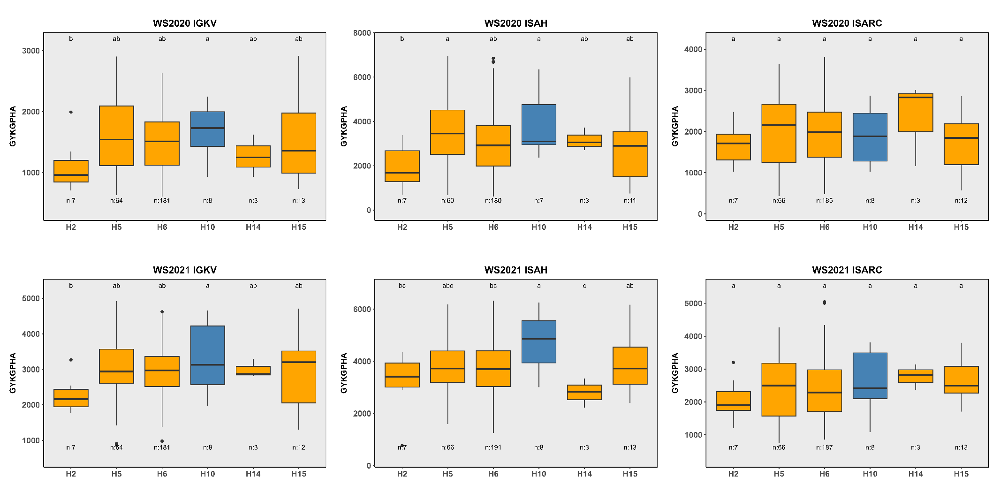 WS2020 IGKV
GYKGPHA
3000
2000
1000
b ab ab a ab ab
n:7 n:64 n:181 n:8 n:3 n:13
H2 H5 H6 H10 H14 H15
WS2020 ISAH
GYKGPHA
8000
6000
4000
2000
0
b a ab a ab ab
n:7 n:60 n:180 n:7 n:3 n:11
H2 H5 H6 H10 H14 H15
WS2020 ISARC
GYKGPHA
4000
3000
2000
1000
0
a a a a a a
n:7 n:66 n:185 n:8 n:3 n:12
H2 H5 H6 H10 H14 H15
WS2021 IGKV
GYKGPHA
5000
4000
3000
2000
1000
b ab ab a ab ab
n:7 n:64 n:181 n:8 n:3 n:12
H2 H5 H6 H10 H14 H15
WS2021 ISAH
GYKGPHA
6000
4000
2000
0
bc abc bc a c ab
n:7 n:66 n:191 n:8 n:3 n:13
H2 H5 H6 H10 H14 H15
WS2021 ISARC
GYKGPHA
5000
4000
3000
2000
1000
a a a a a a
n:7 n:66 n:187 n:8 n:3 n:13
H2 H5 H6 H10 H14 H15